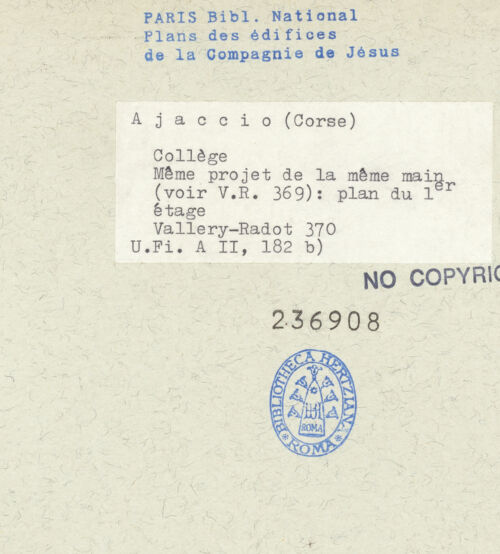 PARIS Bibl. National
Plans des édifices
de la Compagnie de Jésus
A j a c c i o (Corse)
Collège
Même projet de la même main
(voir V.R. 369): plan du 1er
étage
Vallery-Radot 370
U.Fi. A II, 182 b)
NO COPYRIG
236908
BIBLIOTHECA HERTZIANA
ROMA
ROMA